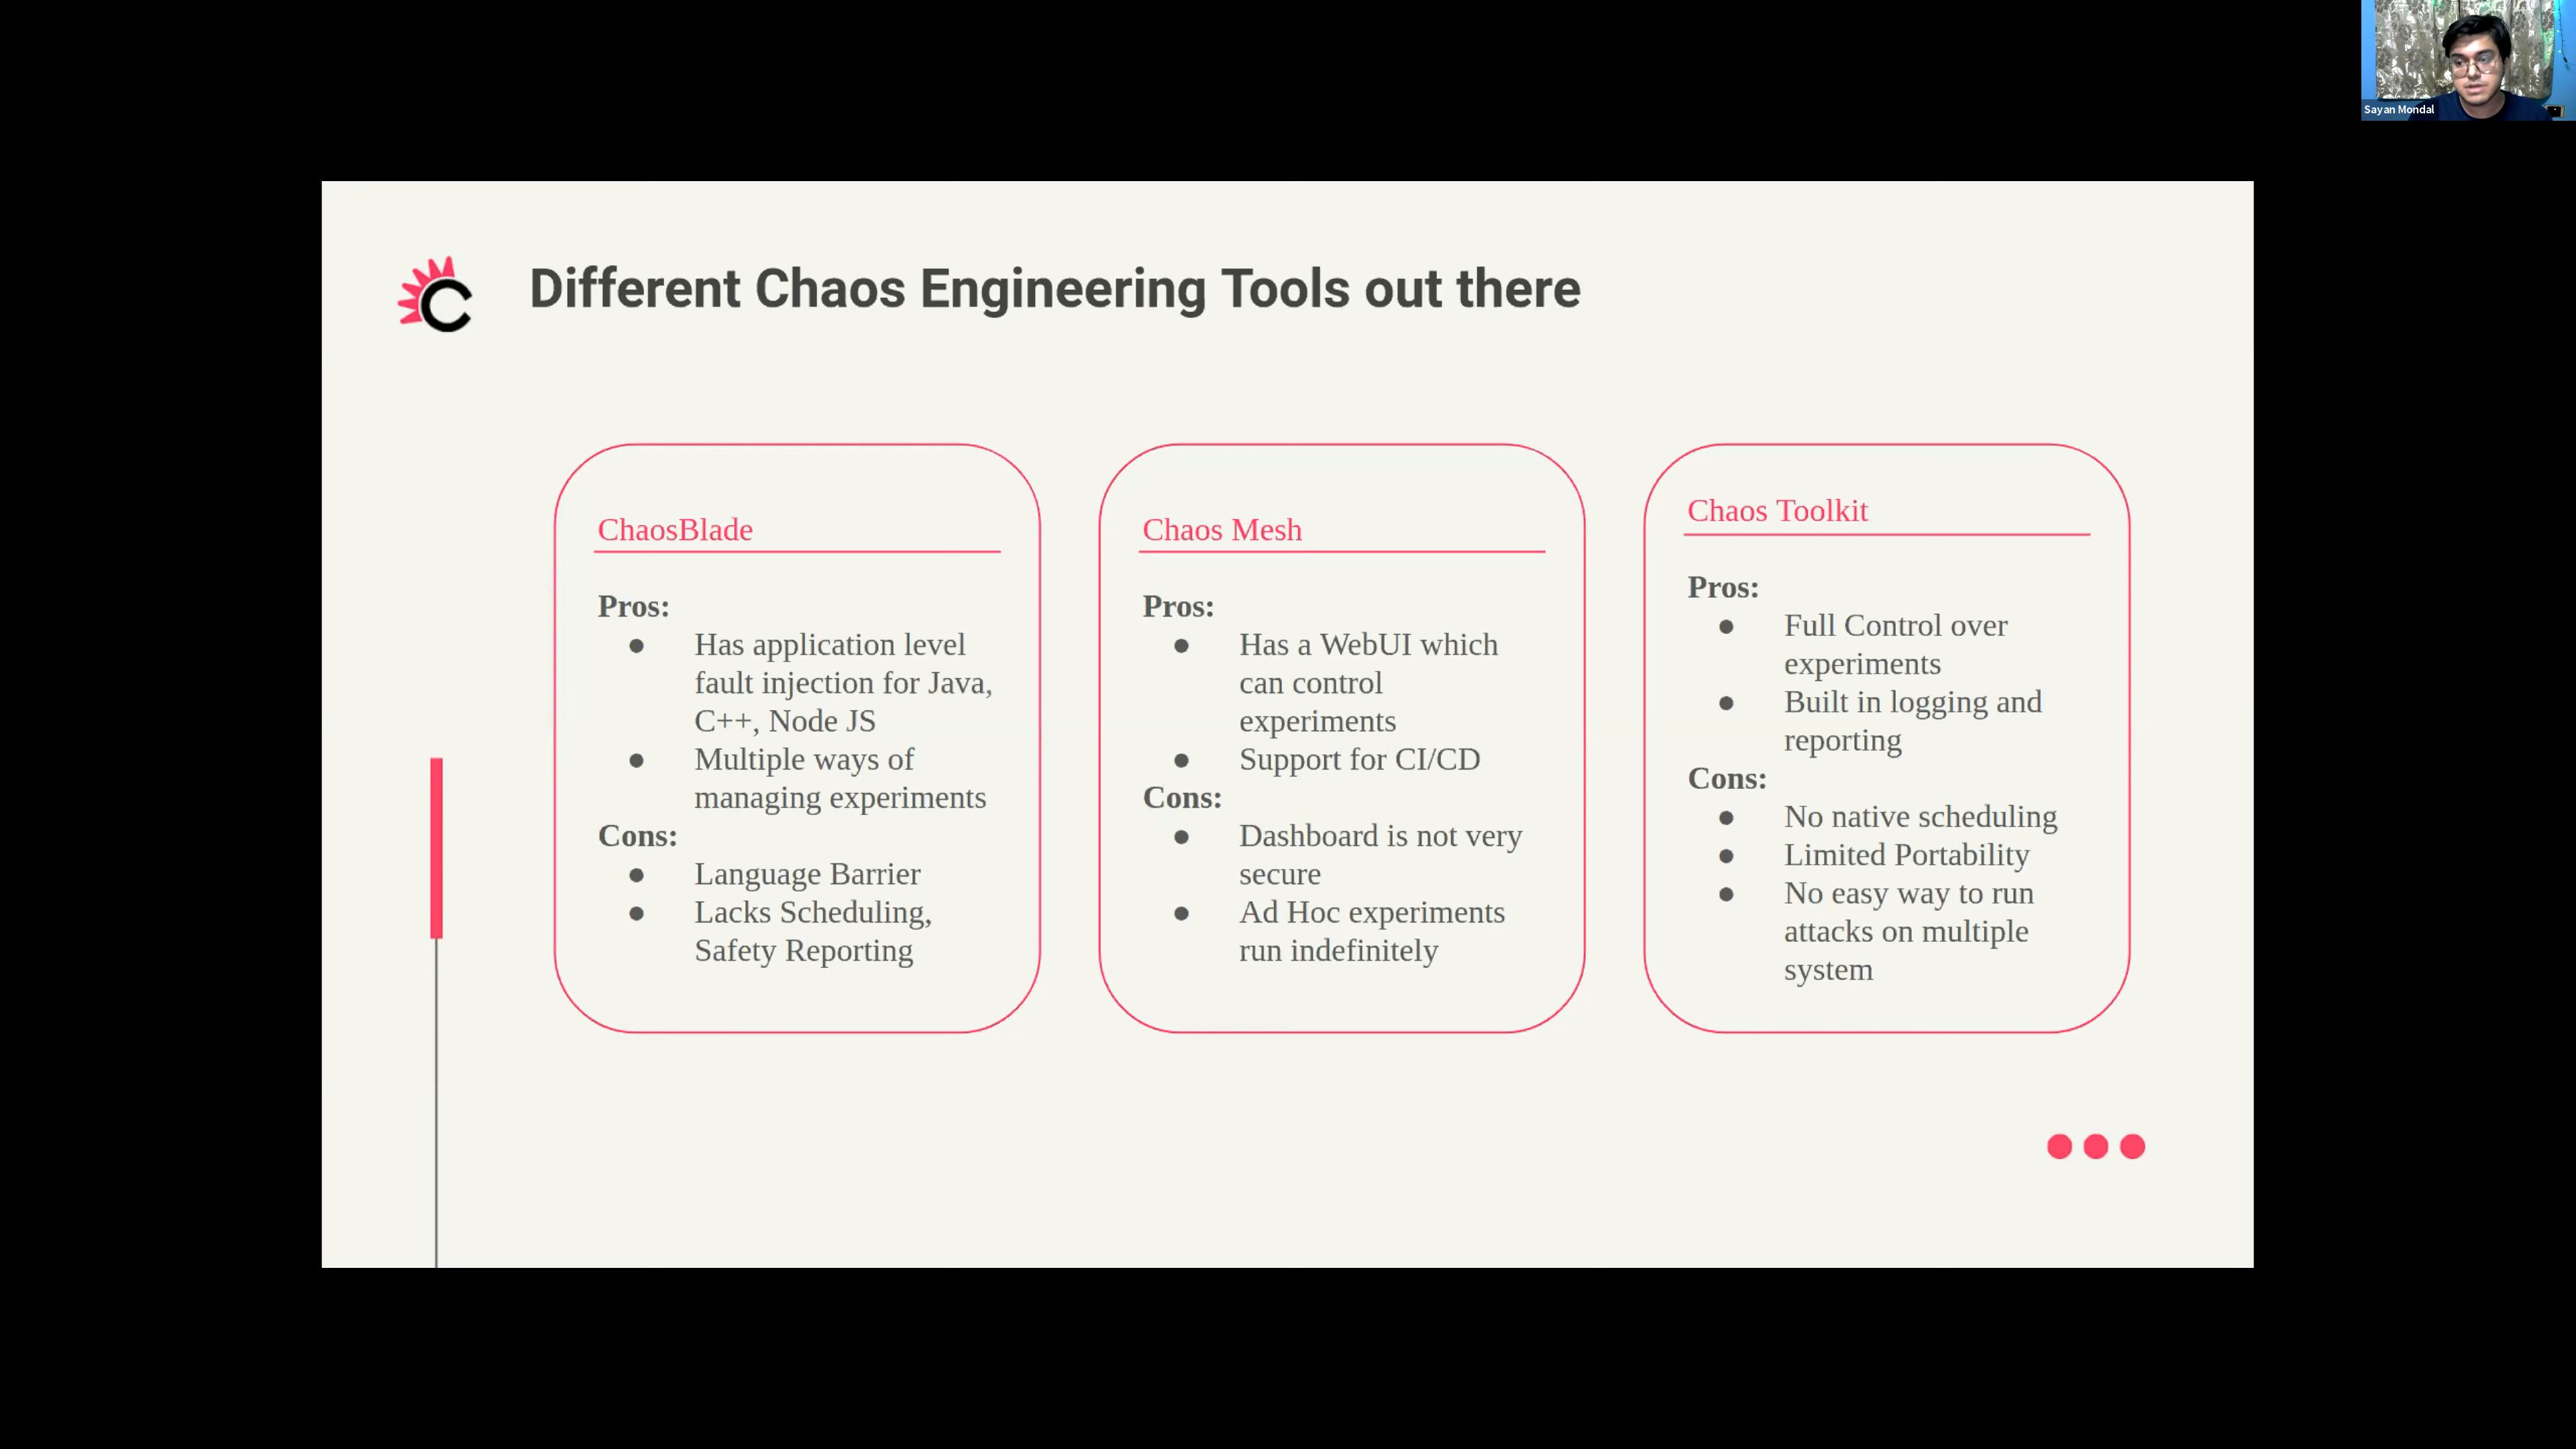 Sayan Mondal
Different Chaos Engineering Tools out there
ChaosBlade
Pros:
● Has application level
fault injection for Java,
C++, Node JS
● Multiple ways of
managing experiments
Cons:
● Language Barrier
● Lacks Scheduling,
Safety Reporting
Chaos Mesh
Pros:
● Has a WebUI which
can control
experiments
● Support for CI/CD
Cons:
● Dashboard is not very
secure
● Ad Hoc experiments
run indefinitely
Chaos Toolkit
Pros:
● Full Control over
experiments
● Built in logging and
reporting
Cons:
● No native scheduling
● Limited Portability
● No easy way to run
attacks on multiple
system